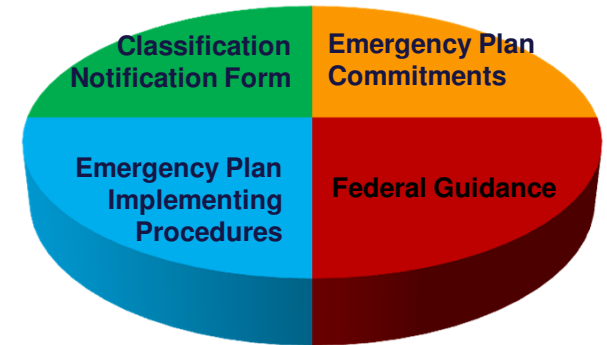 Classification
Notification Form
Emergency Plan
Commitments
Emergency Plan
Implementing
Procedures
Federal Guidance